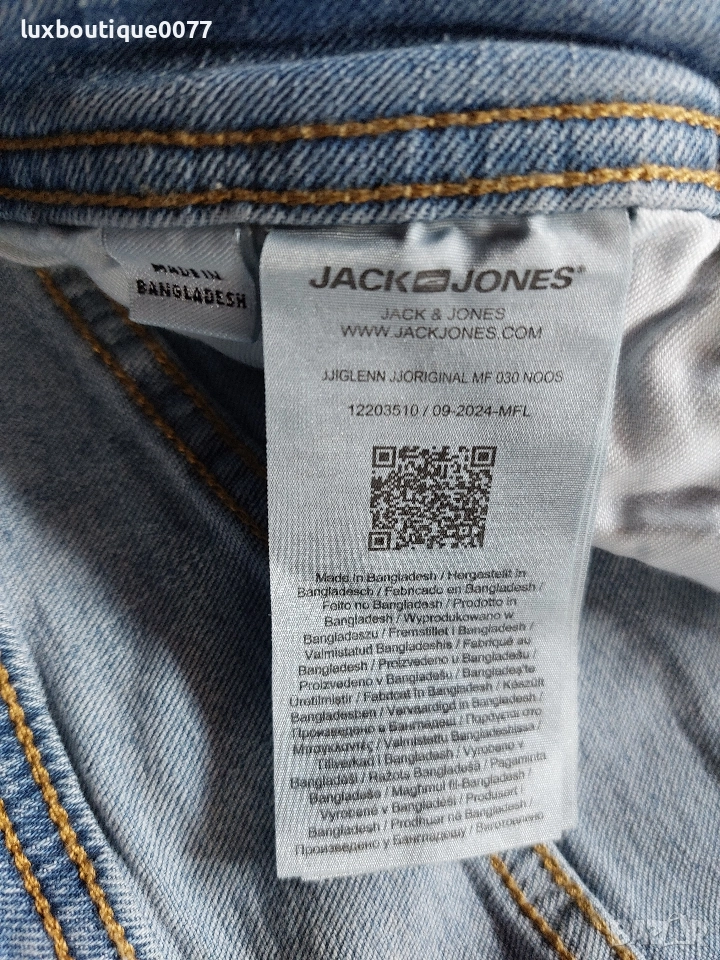 luxboutique0077
MADE IN
BANGLADESH
JACK JONES®
JACK & JONES
WWW.JACKJONES.COM
JJIGLENN JJORIGINAL MF 030 NOOS
12203510 / 09-2024-MFL
Made in Bangladesh / Hergestellt in
Bangladesch / Fabricado en Bangladesh /
Feito no Bangladesh / Prodotto in
Bangladesh / Wyprodukowano w
Bangladeszu / Fremstillet i Bangladesh /
Valmistatud Bangladeshis / Fabriqué au
Bangladesh / Proizvedeno u Bangladešu /
Proizvedeno v Bangladešu / Bangladeş'te
Üretilmiştir / Fabricat în Bangladesh / Készült
Bangladesben / Vervaardigd in Bangladesh /
Произведено в Бангладеш / Παράγεται στο
Μπαγκλαντές / Valmistettu Bangladeshissa /
Tillverkad i Bangladesh / Vyrobeno v
Bangladéši / Ražots Bangladešā / Pagaminta
Bangladeše / Maghmul fil-Bangladesh /
Vyrobené v Bangladéši / Produsert i
Bangladesh / Prodhuar në Bangladesh /
Произведено у Бангладешу / Виготовлено